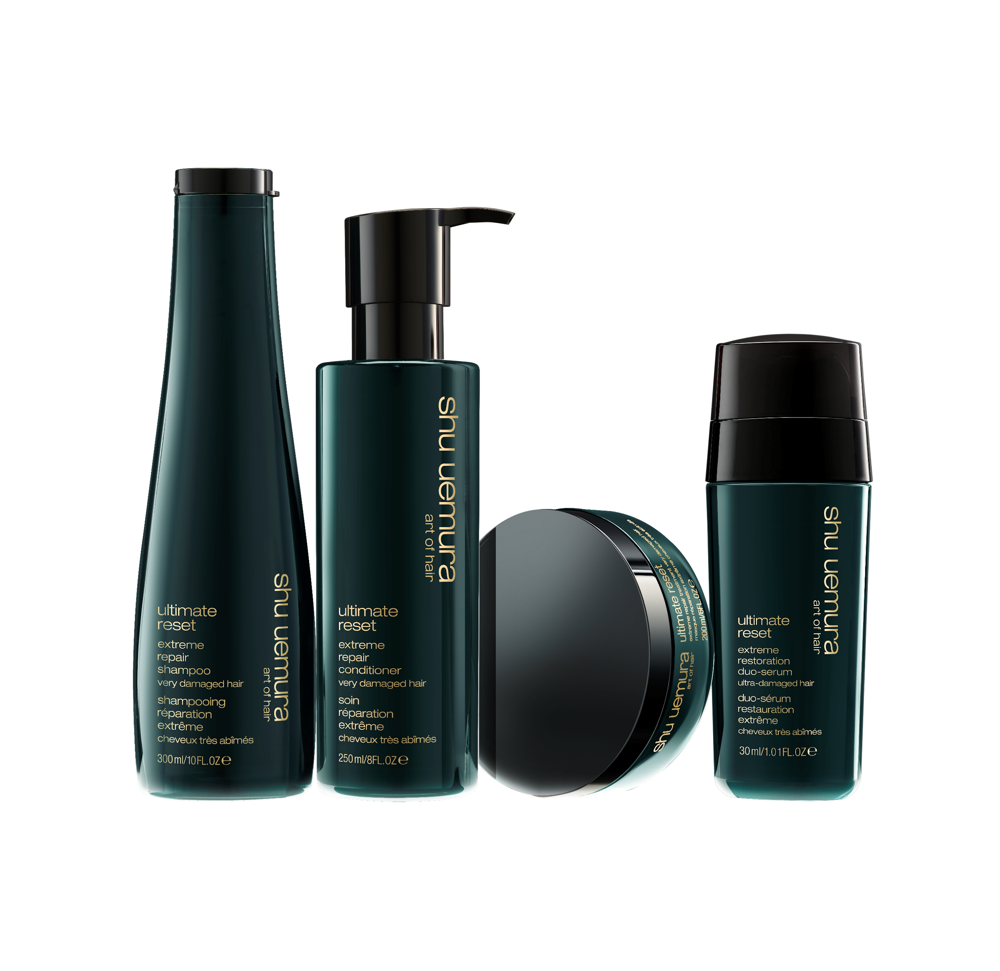 ultimate
reset
extreme
repair
shampoo
very damaged hair
shampooing
réparation
extrême
cheveux très abîmés
300ml/10FL.OZ℮
shu uemura
art of hair
ultimate
reset
extreme
repair
conditioner
very damaged hair
soin
réparation
extrême
cheveux très abîmés
250ml/8FL.OZ℮
shu uemura
art of hair
shu uemura
art of hair
ultimate reset
extreme repair treatment very damaged hair
masque réparation extrême cheveux très abîmés
200ml/6FL.OZ℮
ultimate
reset
extreme
restoration
duo-serum
ultra-damaged hair
duo-sérum
restauration
extrême
cheveux très abîmés
30ml/1.01FL.OZ℮
shu uemura
art of hair